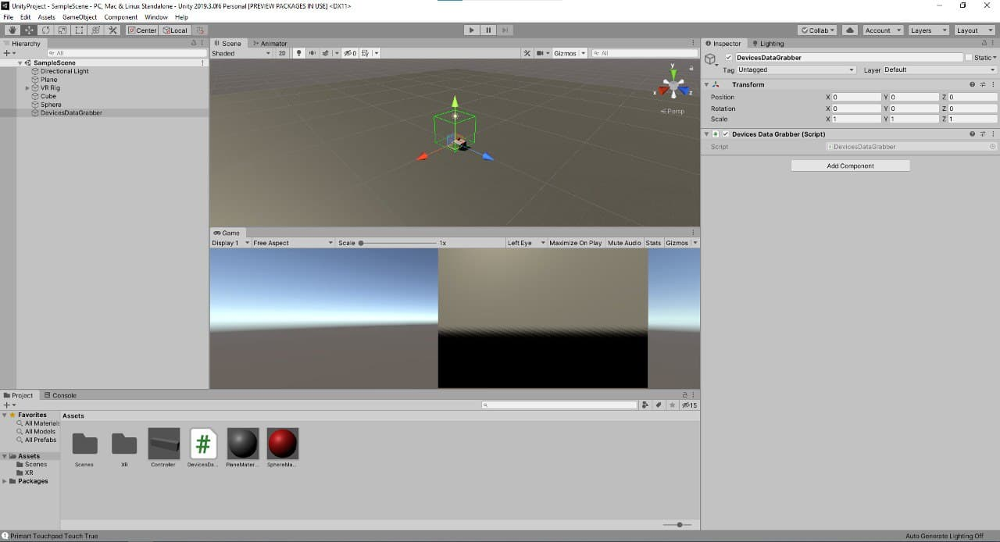 UnityProject - SampleScene - PC, Mac & Linux Standalone - Unity 2019.3.0f6 Personal [PREVIEW PACKAGES IN USE] <DX11>
File Edit Assets GameObject Component Window Help
Center Local Collab Account Layers Layout
Hierarchy
All
SampleScene
Directional Light
Plane
VR Rig
Cube
Sphere
DevicesDataGrabber
Scene Animator
Shaded 2D 0 Gizmos All
y
x z
Persp
Game
Display 1 Free Aspect Scale 1x Left Eye Maximize On Play Mute Audio Stats Gizmos
Inspector Lighting
DevicesDataGrabber Static
Tag Untagged Layer Default
Transform
Position X 0 Y 0 Z 0
Rotation X 0 Y 0 Z 0
Scale X 1 Y 1 Z 1
# Devices Data Grabber (Script)
Script DevicesDataGrabber
Add Component
Project Console
15
Favorites
All Materials
All Models
All Prefabs
Assets
Scenes
XR
Packages
Assets
#
Scenes XR Controller DevicesDa... PlaneMater... SphereMa...
Primart Touchpad Touch True
Auto Generate Lighting Off